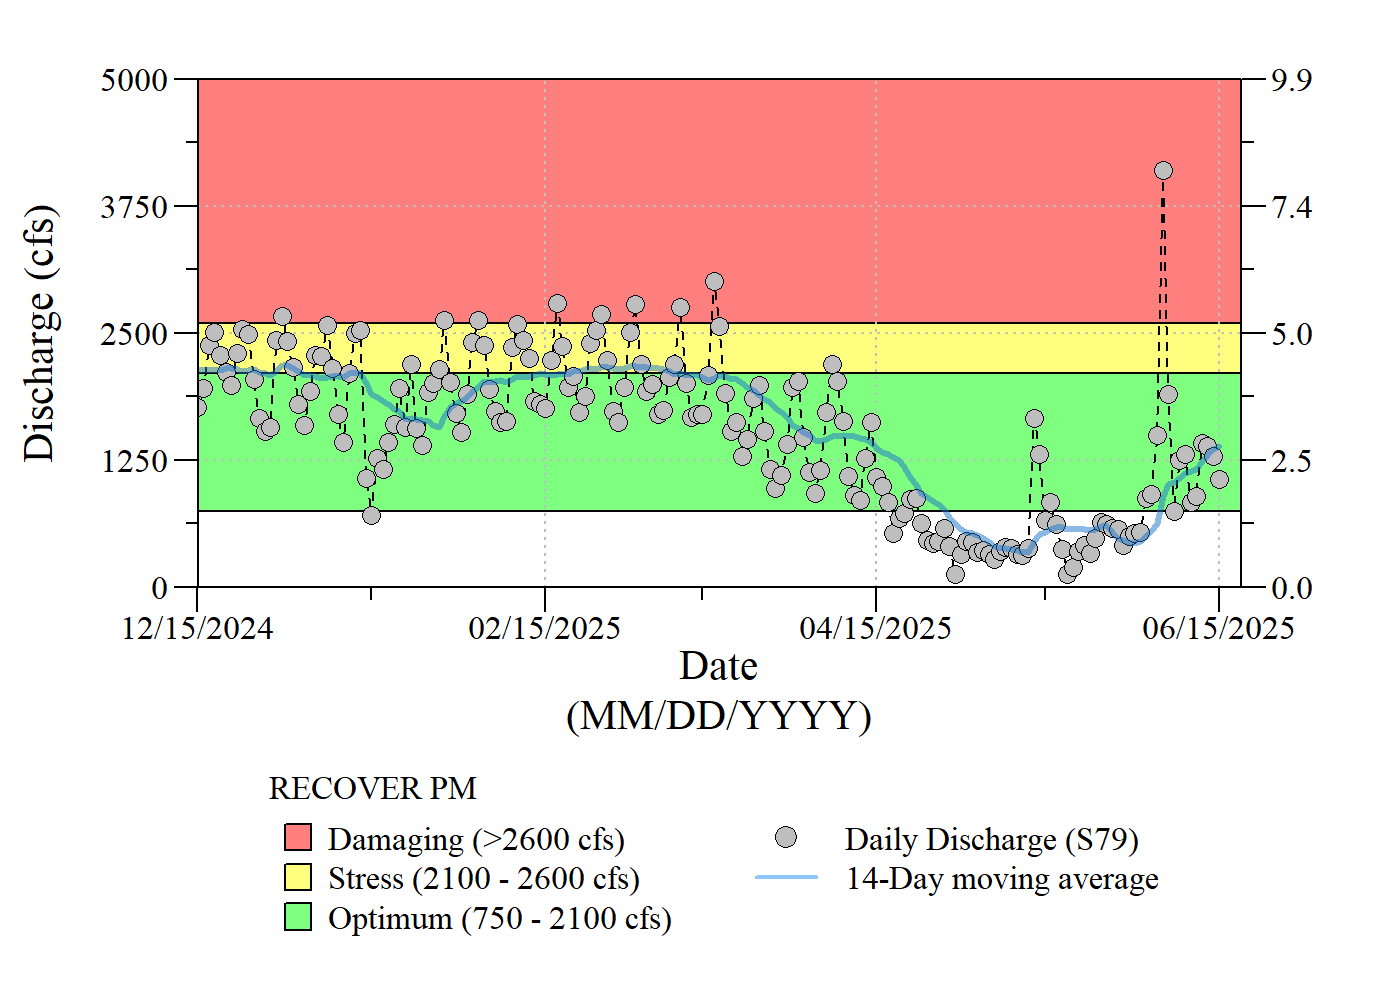 5000
3750
2500
1250
0
Discharge (cfs)
9.9
7.4
5.0
2.5
0.0
12/15/2024 02/15/2025 04/15/2025 06/15/2025
Date
(MM/DD/YYYY)
RECOVER PM
Damaging (>2600 cfs)
Stress (2100 - 2600 cfs)
Optimum (750 - 2100 cfs)
Daily Discharge (S79)
14-Day moving average